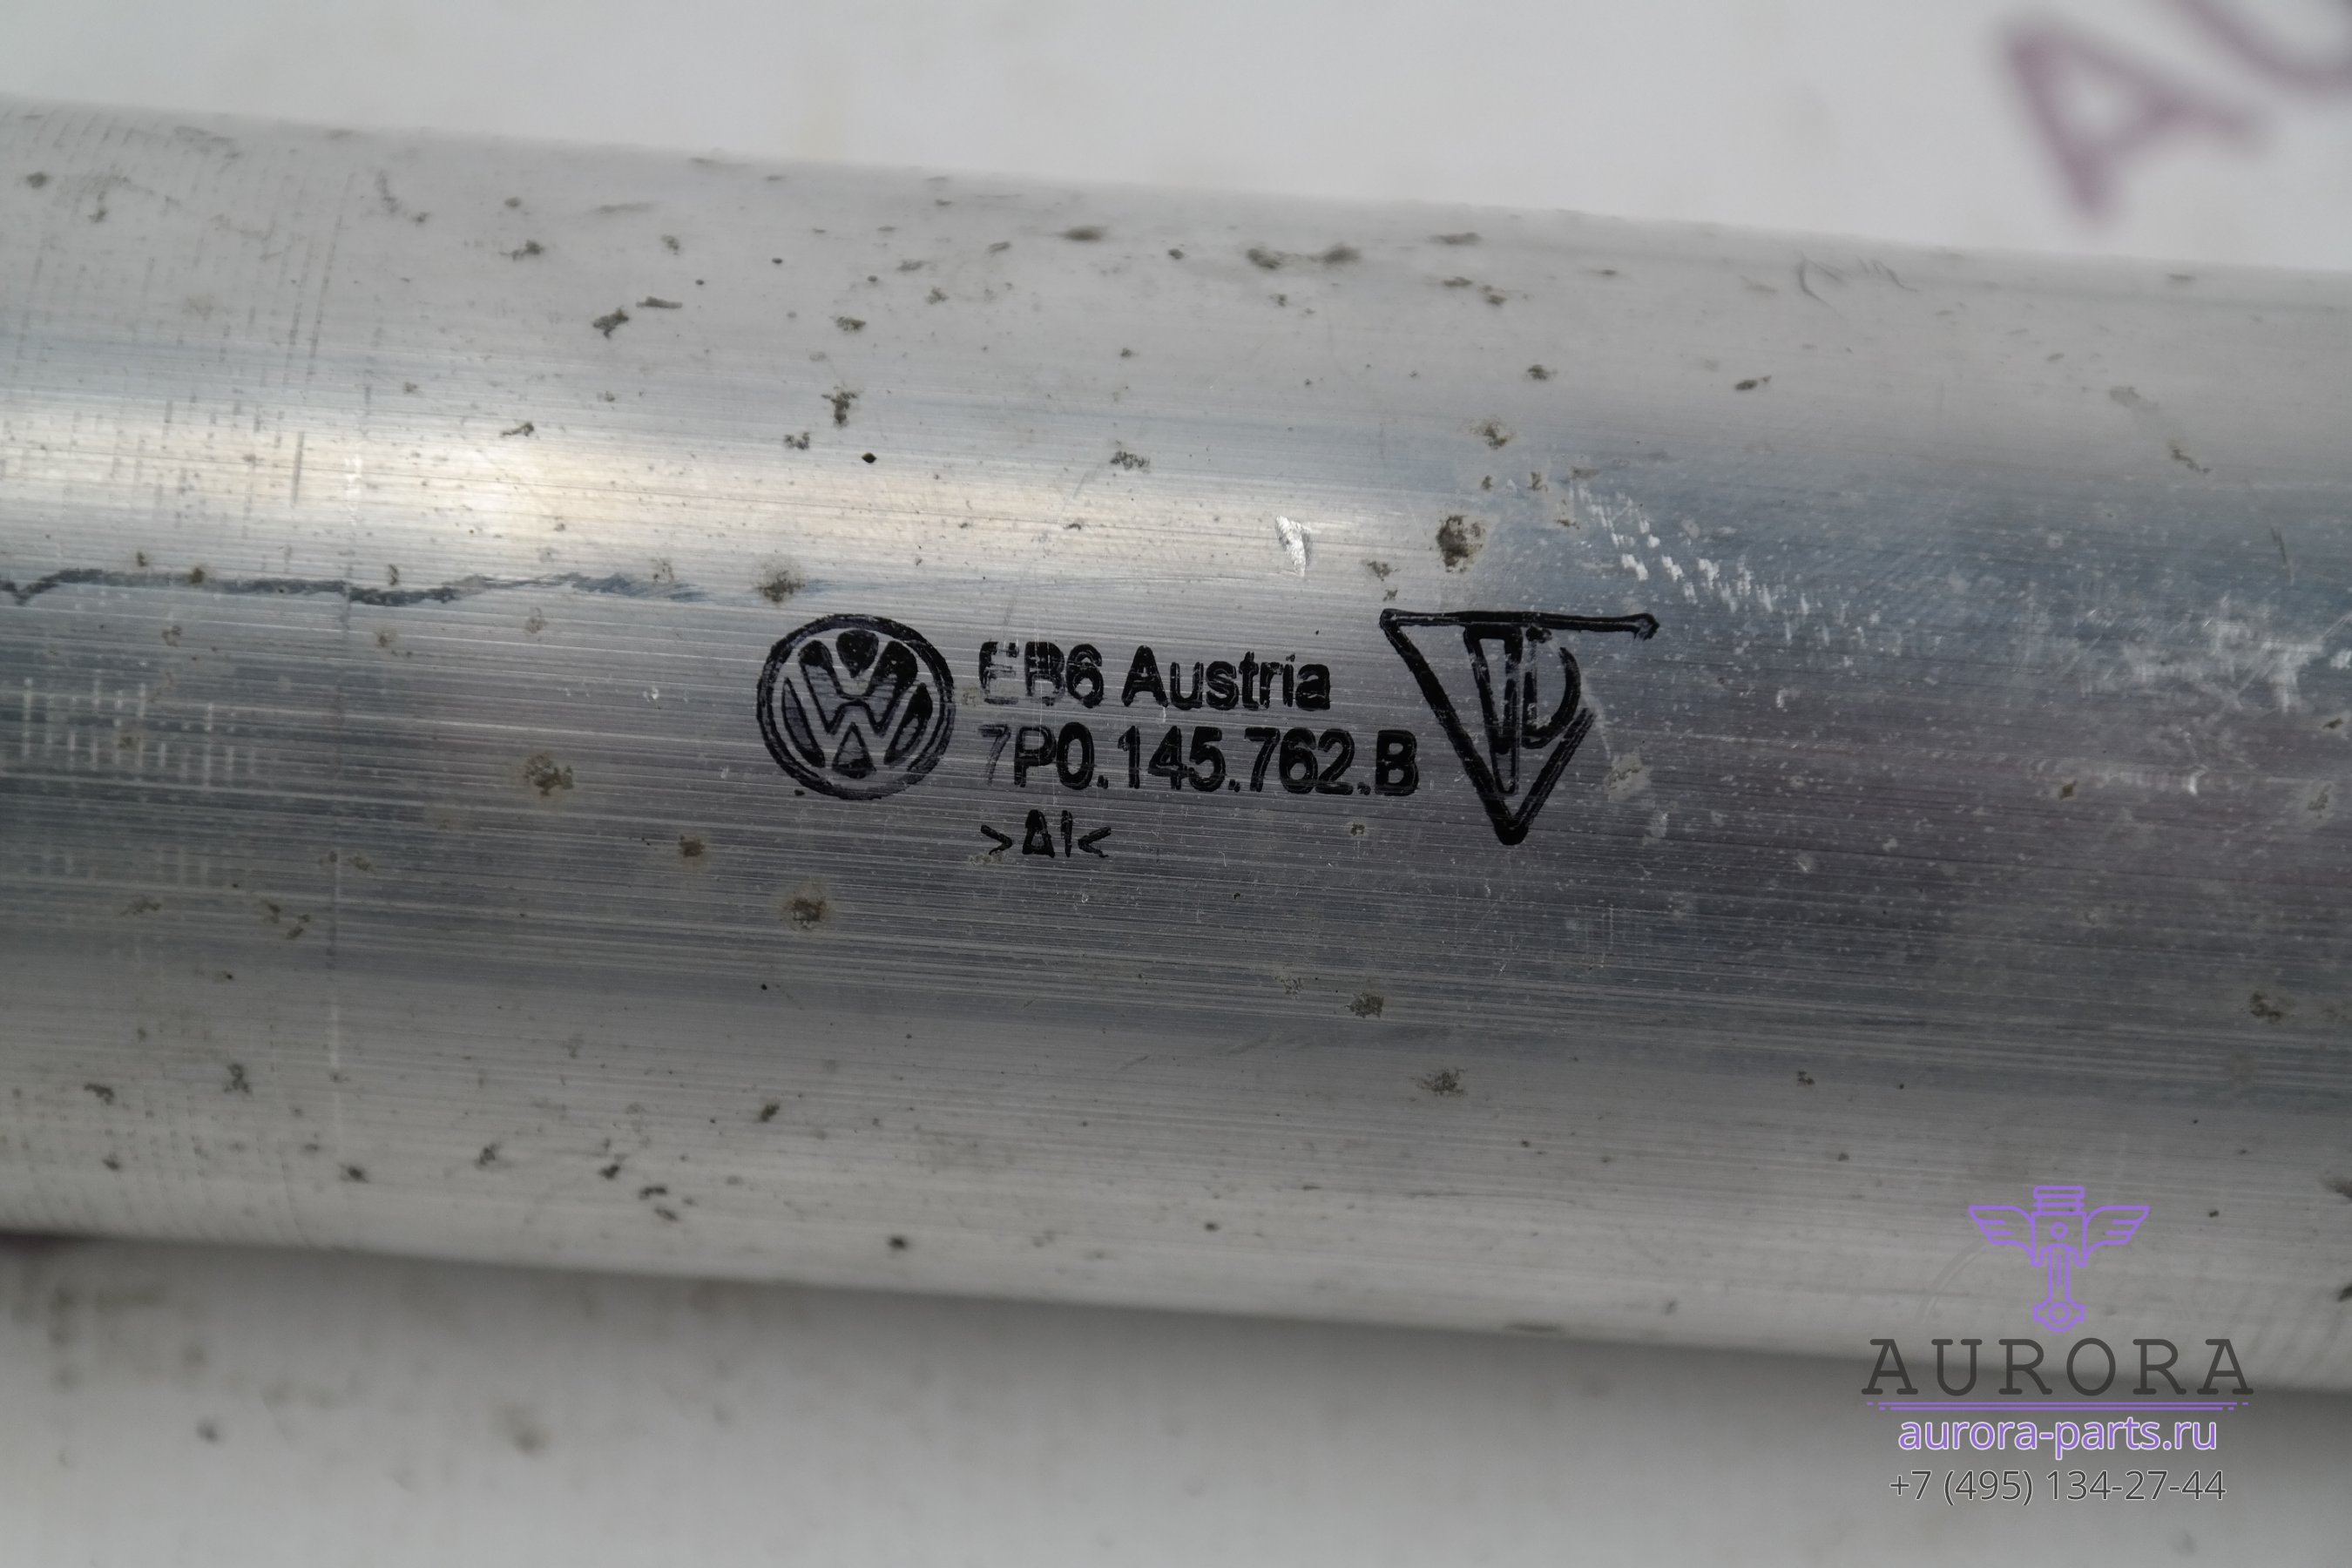 EB6 Austria
7P0.145.762.B
>Al<
AURORA
aurora-parts.ru
+7 (495) 134-27-44